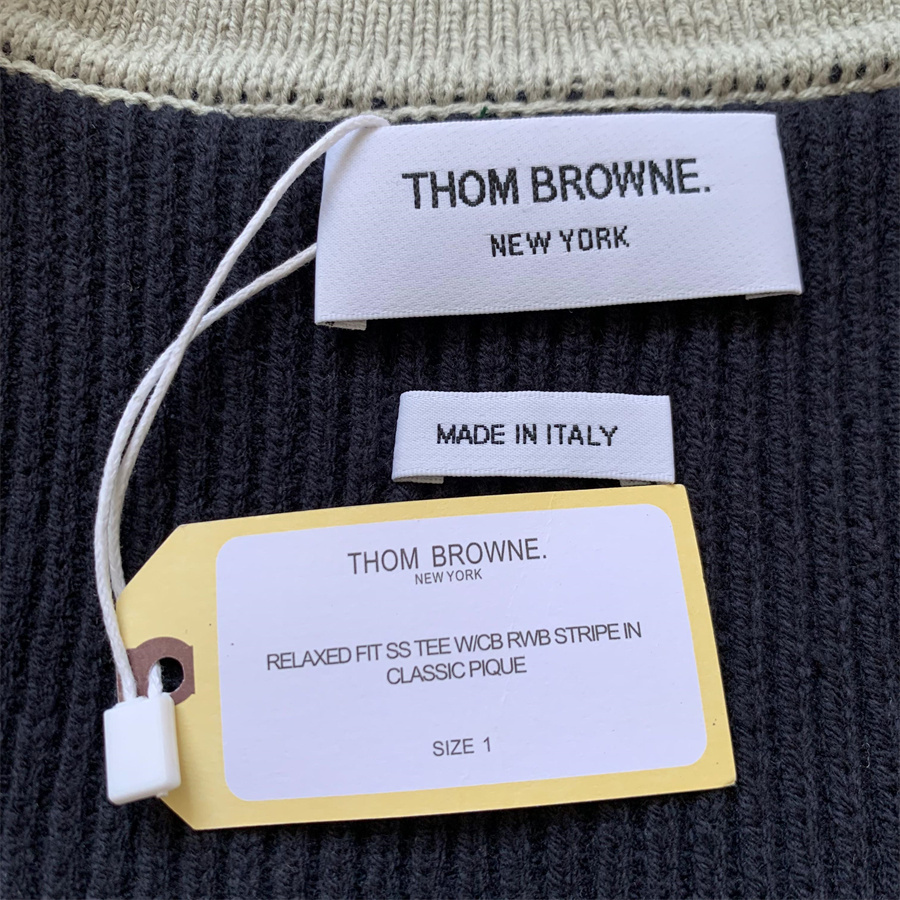 THOM BROWNE.
NEW YORK
MADE IN ITALY
THOM BROWNE.
NEW YORK
RELAXED FIT SS TEE W/CB RWB STRIPE IN
CLASSIC PIQUE
SIZE 1